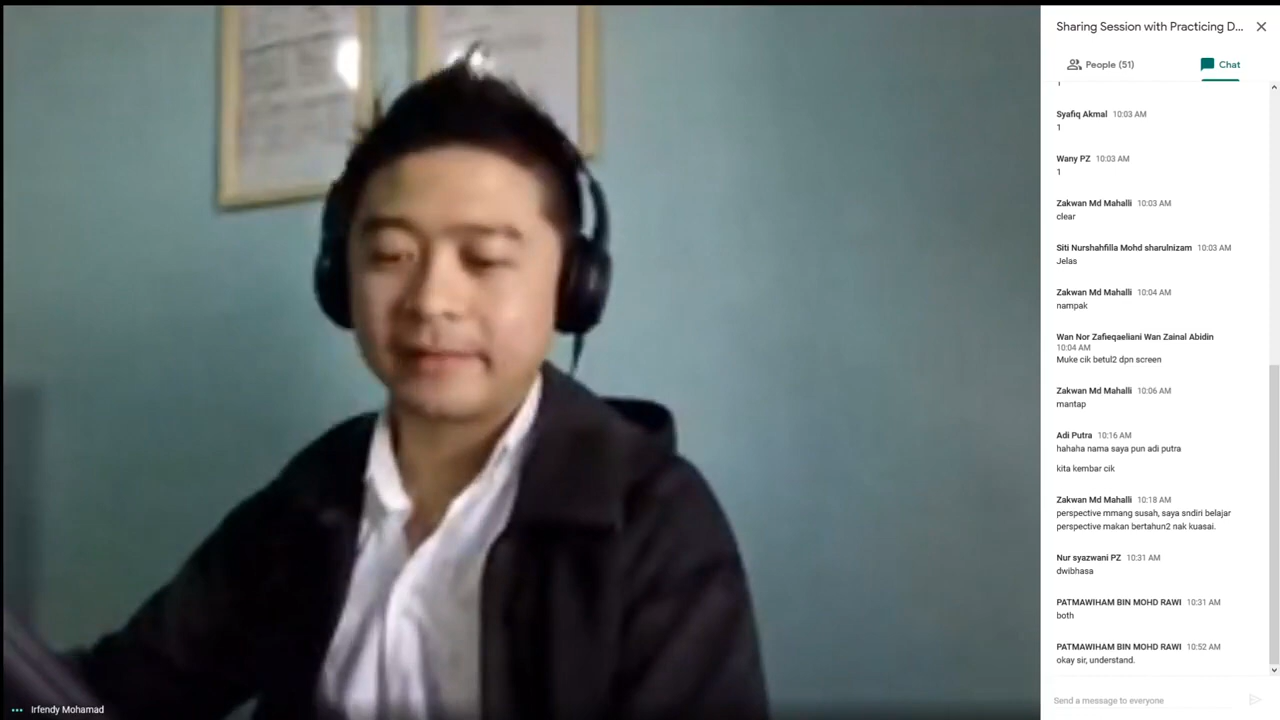 Sharing Session with Practicing D...
People (51)
Chat
Syafiq Akmal 10:03 AM
1
Wany PZ 10:03 AM
1
Zakwan Md Mahalli 10:03 AM
clear
Siti Nurshahfilla Mohd sharulnizam 10:03 AM
Jelas
Zakwan Md Mahalli 10:04 AM
nampak
Wan Nor Zafieqaeliani Wan Zainal Abidin
10:04 AM
Muke cik betul2 dpn screen
Zakwan Md Mahalli 10:06 AM
mantap
Adi Putra 10:16 AM
hahaha nama saya pun adi putra
kita kembar cik
Zakwan Md Mahalli 10:18 AM
perspective mmang susah, saya sndiri belajar
perspective makan bertahun2 nak kuasai.
Nur syazwani PZ 10:31 AM
dwibhasa
PATMAWIHAM BIN MOHD RAWI 10:31 AM
both
PATMAWIHAM BIN MOHD RAWI 10:52 AM
okay sir, understand.
Send a message to everyone
Irfendy Mohamad